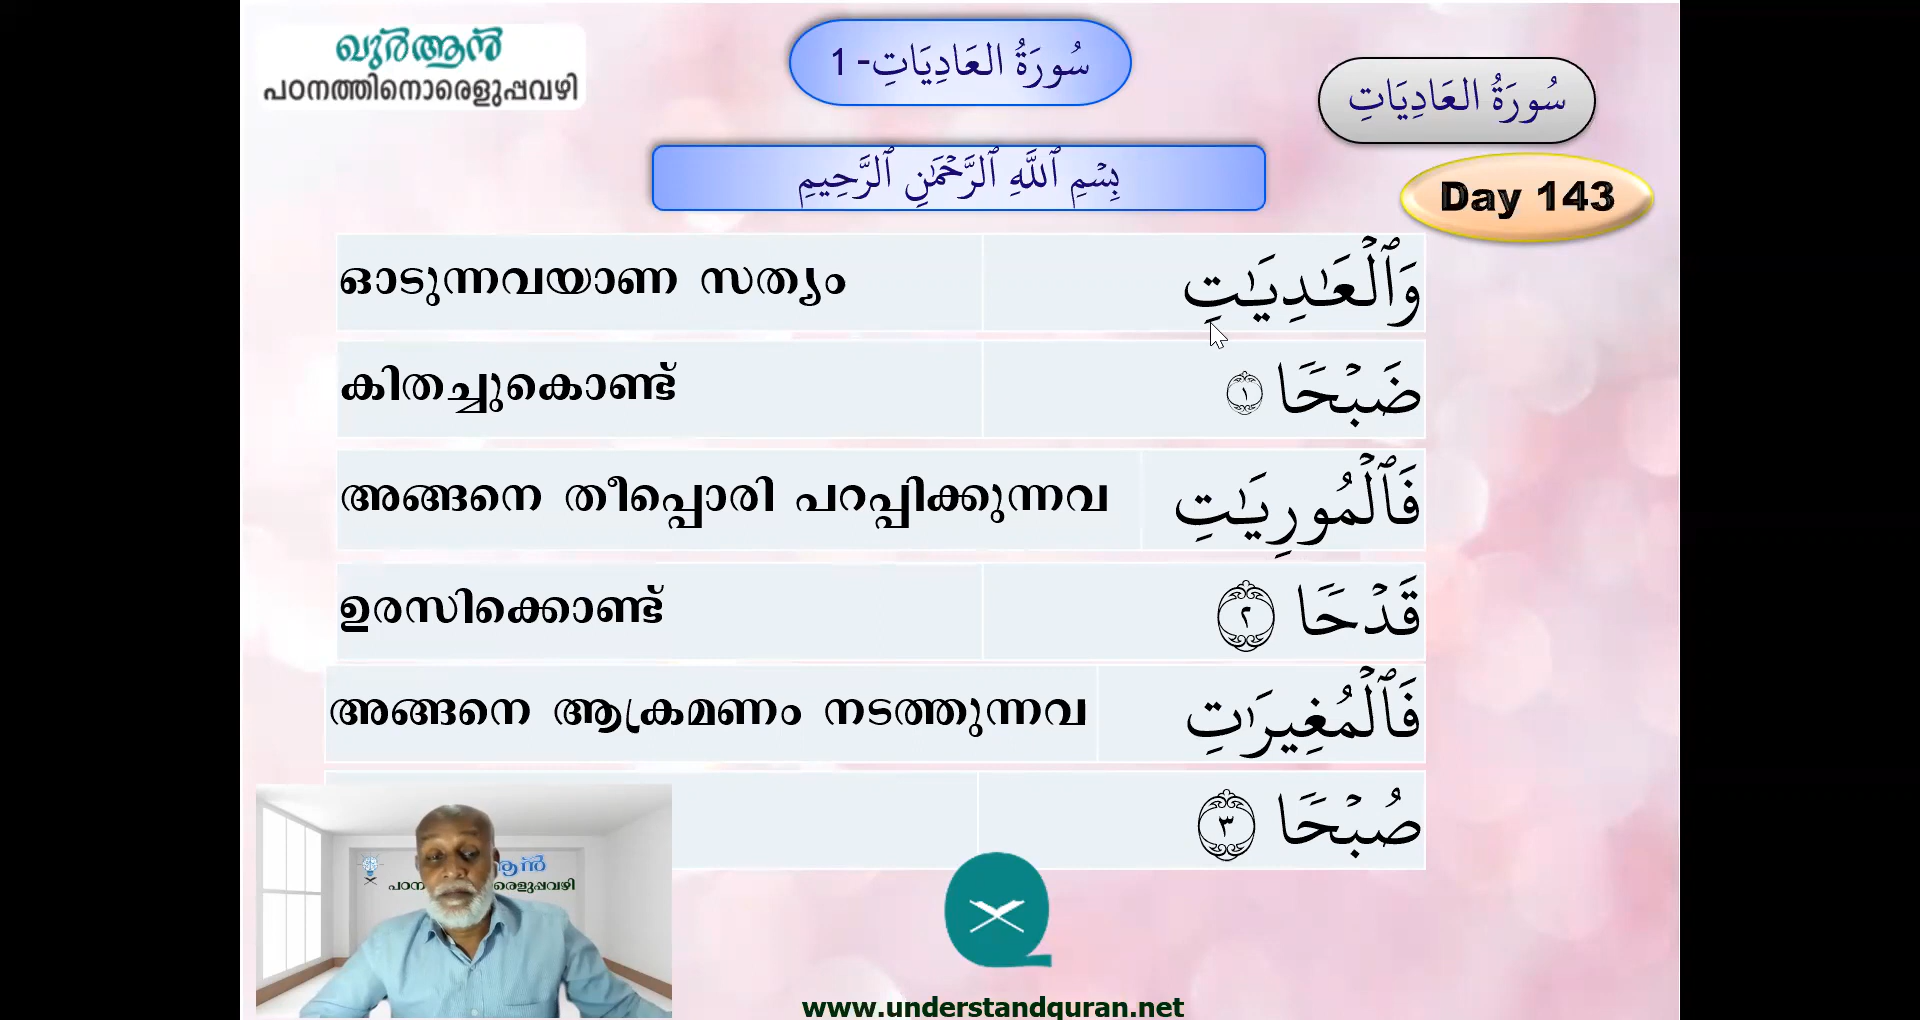 ഖുർആൻ
പഠനത്തിനൊരെളുപ്പവഴി
سُورَةُ العَادِيَاتِ - 1
سُورَةُ العَادِيَاتِ
بِسۡمِ ٱللَّهِ ٱلرَّحۡمَٰنِ ٱلرَّحِيمِ
Day 143
ഓടുന്നവയാണ സത്യം
وَٱلۡعَٰدِيَٰتِ
കിതച്ചുകൊണ്ട്
ضَبۡحٗا ١
അങ്ങനെ തീപ്പൊരി പറപ്പിക്കുന്നവ
فَٱلۡمُورِيَٰتِ
ഉരസിക്കൊണ്ട്
قَدۡحٗا ٢
അങ്ങനെ ആക്രമണം നടത്തുന്നവ
فَٱلۡمُغِيرَٰتِ
صُبۡحٗا ٣
www.understandquran.net